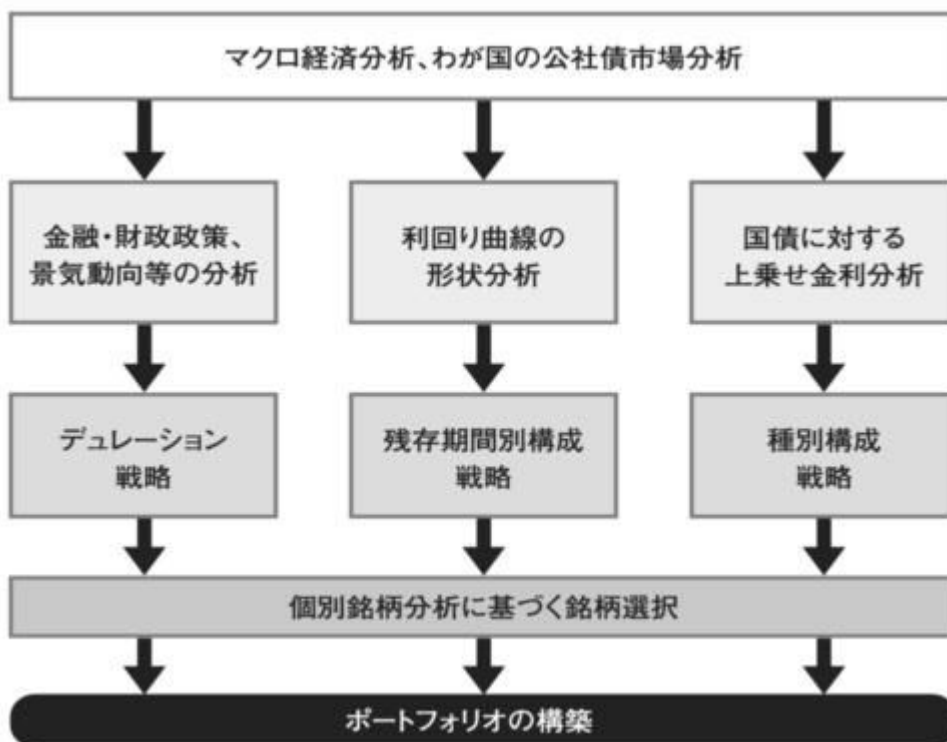 マクロ経済分析、わが国の公社債市場分析
金融・財政政策、
景気動向等の分析
利回り曲線の
形状分析
国債に対する
上乗せ金利分析
デュレーション
戦略
残存期間別構成
戦略
種別構成
戦略
個別銘柄分析に基づく銘柄選択
ポートフォリオの構築